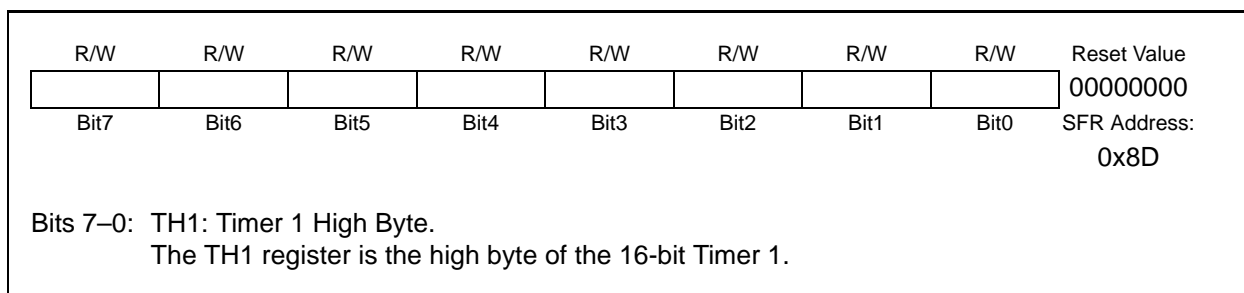 R/W R/W R/W R/W R/W R/W R/W R/W Reset Value
00000000
Bit7 Bit6 Bit5 Bit4 Bit3 Bit2 Bit1 Bit0 SFR Address:
0x8D
Bits 7–0: TH1: Timer 1 High Byte.
The TH1 register is the high byte of the 16-bit Timer 1.